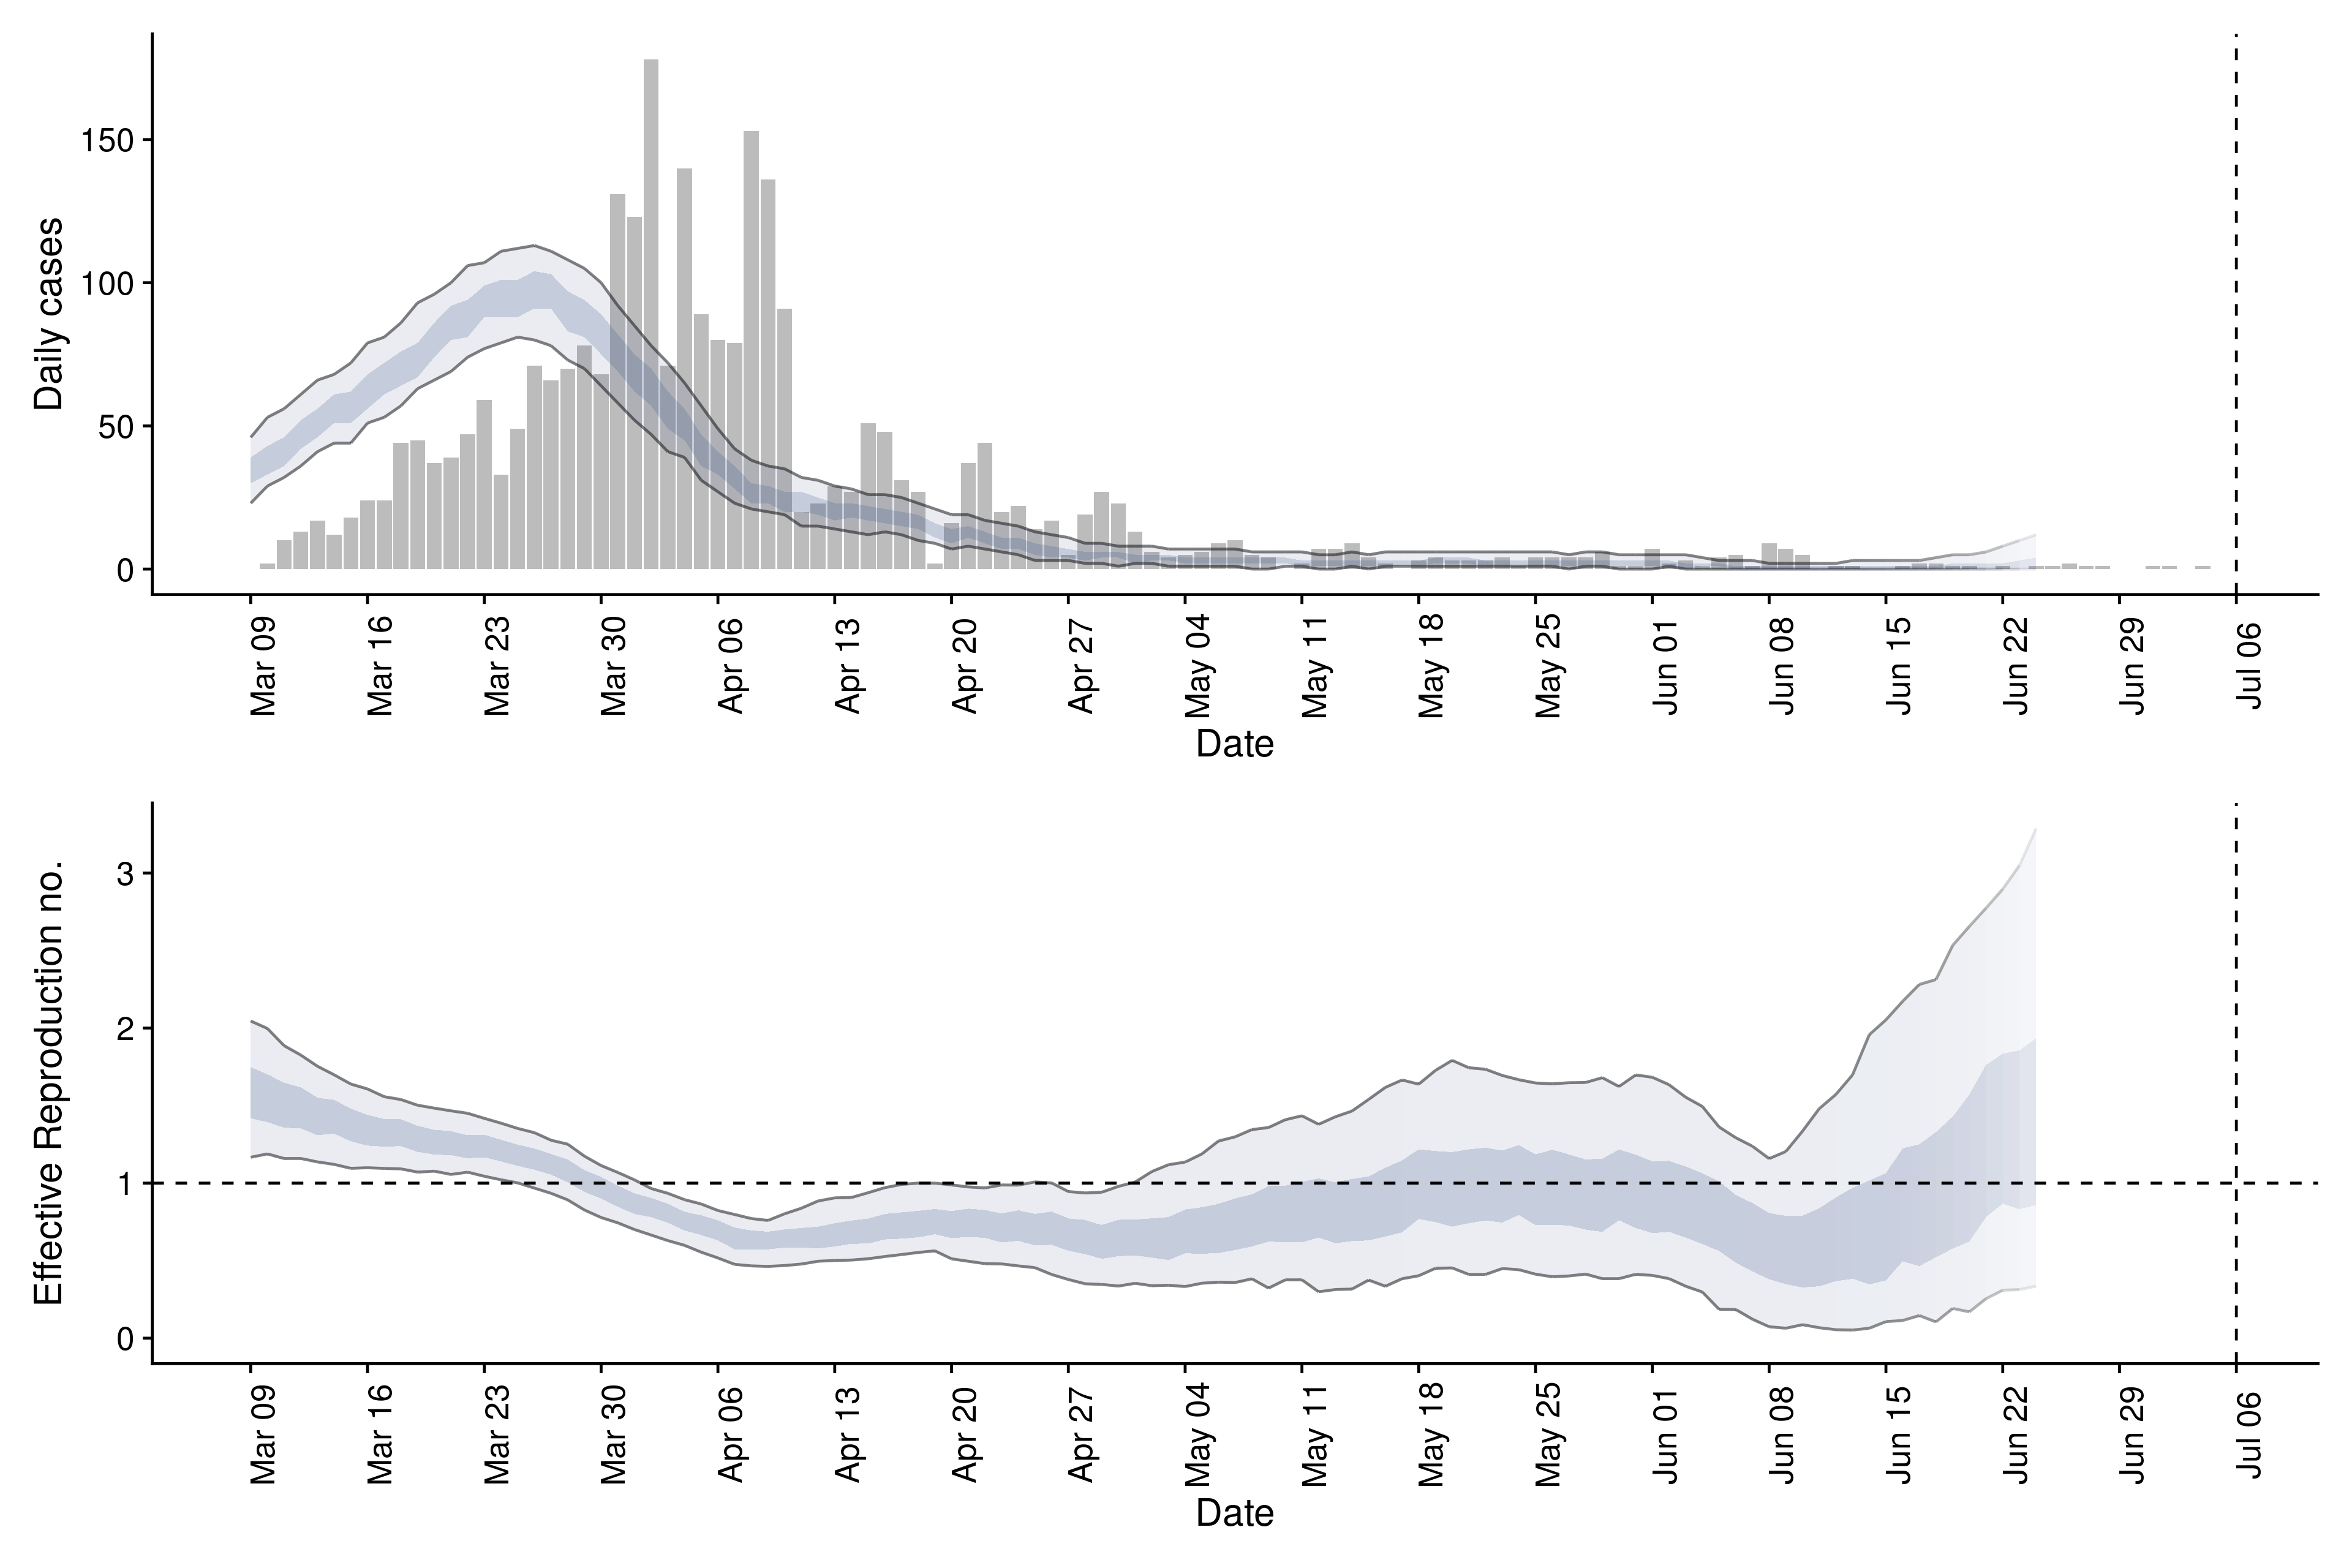 Daily cases
150
100
50
0
Mar 09
Mar 16
Mar 23
Mar 30
Apr 06
Apr 13
Apr 20
Apr 27
May 04
May 11
May 18
May 25
Jun 01
Jun 08
Jun 15
Jun 22
Jun 29
Jul 06
Date
Effective Reproduction no.
3
2
1
0
Mar 09
Mar 16
Mar 23
Mar 30
Apr 06
Apr 13
Apr 20
Apr 27
May 04
May 11
May 18
May 25
Jun 01
Jun 08
Jun 15
Jun 22
Jun 29
Jul 06
Date